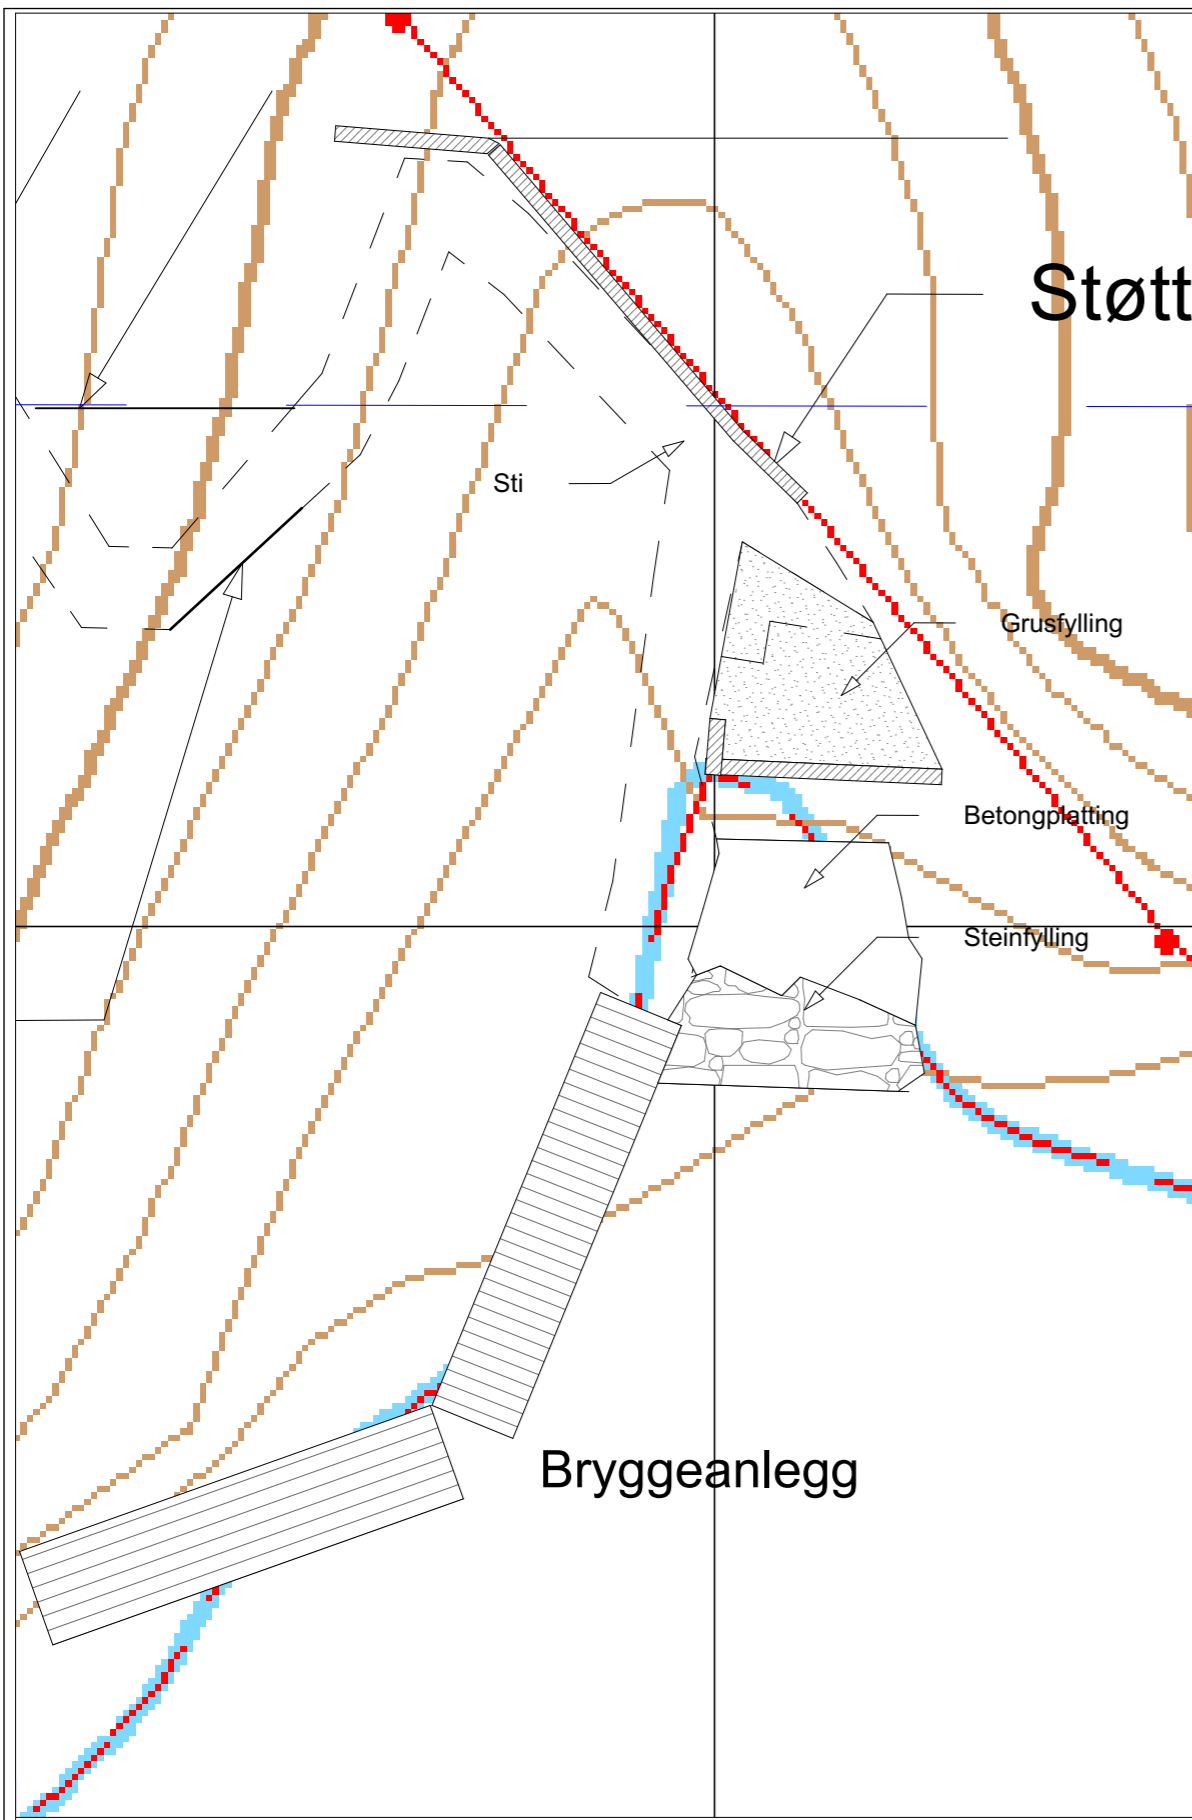 Støtt
Sti
Grusfylling
Betongplatting
Steinfylling
Bryggeanlegg